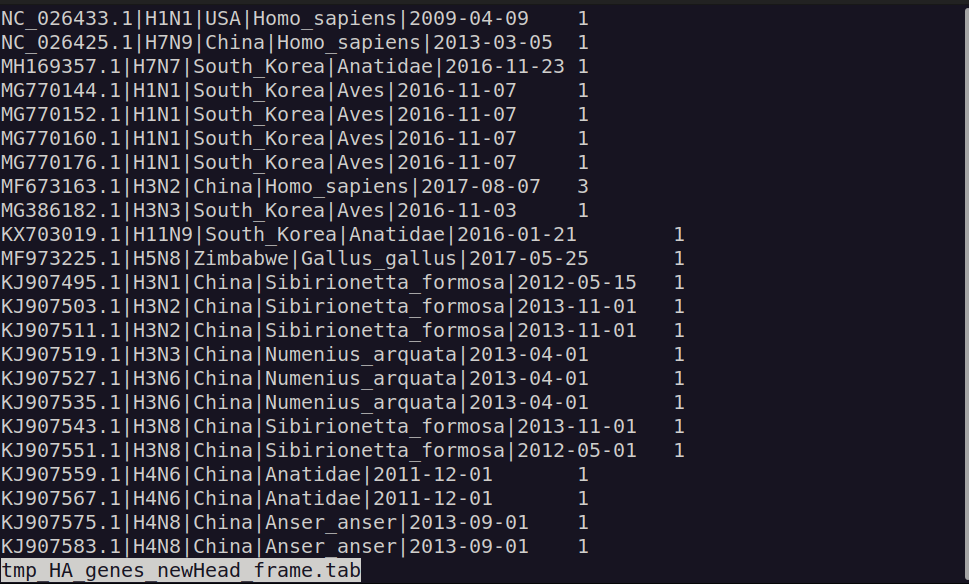 NC_026433.1|H1N1|USA|Homo_sapiens|2009-04-09    1
NC_026425.1|H7N9|China|Homo_sapiens|2013-03-05  1
MH169357.1|H7N7|South_Korea|Anatidae|2016-11-23 1
MG770144.1|H1N1|South_Korea|Aves|2016-11-07     1
MG770152.1|H1N1|South_Korea|Aves|2016-11-07     1
MG770160.1|H1N1|South_Korea|Aves|2016-11-07     1
MG770176.1|H1N1|South_Korea|Aves|2016-11-07     1
MF673163.1|H3N2|China|Homo_sapiens|2017-08-07   3
MG386182.1|H3N3|South_Korea|Aves|2016-11-03     1
KX703019.1|H11N9|South_Korea|Anatidae|2016-01-21        1
MF973225.1|H5N8|Zimbabwe|Gallus_gallus|2017-05-25       1
KJ907495.1|H3N1|China|Sibirionetta_formosa|2012-05-15   1
KJ907503.1|H3N2|China|Sibirionetta_formosa|2013-11-01   1
KJ907511.1|H3N2|China|Sibirionetta_formosa|2013-11-01   1
KJ907519.1|H3N3|China|Numenius_arquata|2013-04-01       1
KJ907527.1|H3N6|China|Numenius_arquata|2013-04-01       1
KJ907535.1|H3N6|China|Numenius_arquata|2013-04-01       1
KJ907543.1|H3N8|China|Sibirionetta_formosa|2013-11-01   1
KJ907551.1|H3N8|China|Sibirionetta_formosa|2012-05-01   1
KJ907559.1|H4N6|China|Anatidae|2011-12-01       1
KJ907567.1|H4N6|China|Anatidae|2011-12-01       1
KJ907575.1|H4N8|China|Anser_anser|2013-09-01    1
KJ907583.1|H4N8|China|Anser_anser|2013-09-01    1
tmp_HA_genes_newHead_frame.tab